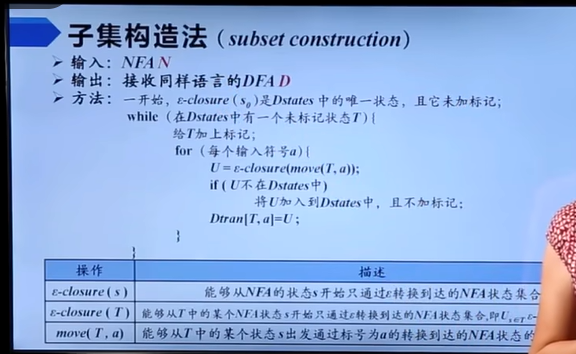 子集构造法 (subset construction)
➢ 输入：NFA N
➢ 输出：接收同样语言的DFA D
➢ 方法：一开始，ε-closure (s₀)是Dstates 中的唯一状态，且它未加标记；
while (在Dstates中有一个未标记状态T){
给T加上标记；
for (每个输入符号a){
U = ε-closure(move(T, a));
if ( U不在Dstates中)
将U加入到Dstates中，且不加标记；
Dtran[T, a]=U ;
}
}
操作 描述
ε-closure ( s ) 能够从NFA的状态s开始只通过ε转换到达的NFA状态集合
ε-closure ( T ) 能够从T中的某个NFA状态s开始只通过ε转换到达的NFA状态集合,即U s∈T ε-
move( T, a) 能够从T中的某个状态s出发通过标号为a的转换到达的NFA状态的